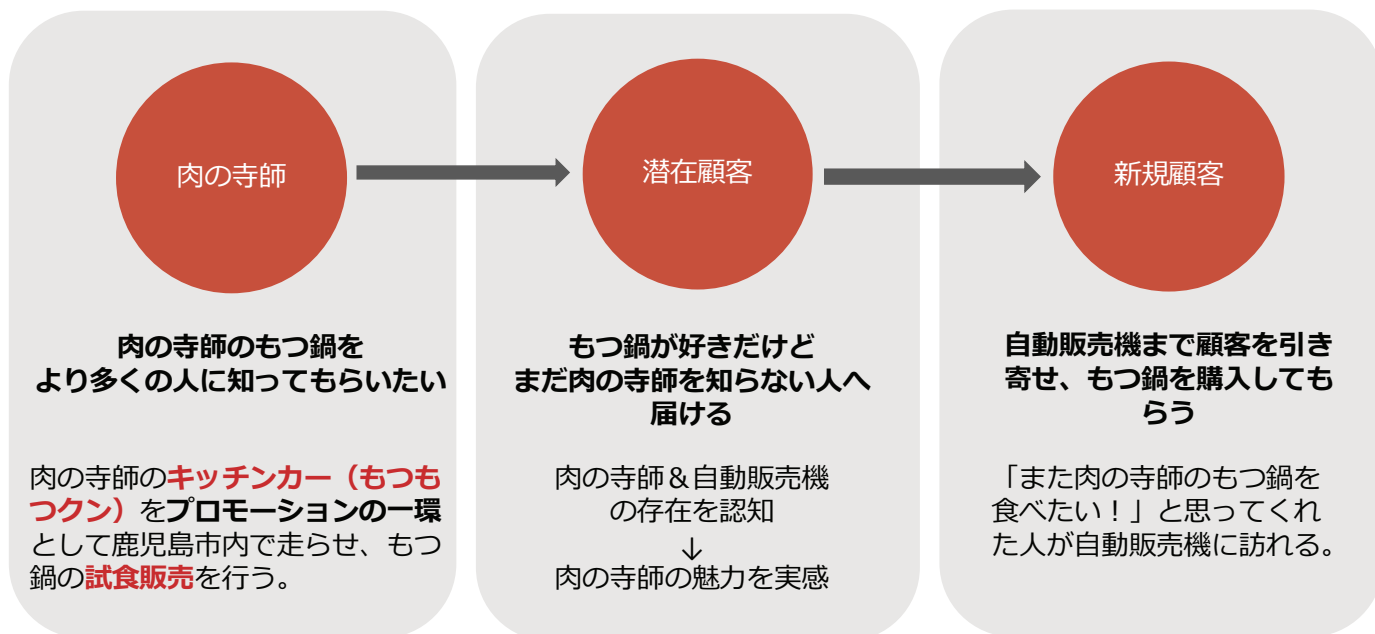 肉の寺師
潜在顧客
新規顧客
肉の寺師のもつ鍋を
より多くの人に知ってもらいたい
肉の寺師のキッチンカー（もつも
つクン）をプロモーションの一環
として鹿児島市内で走らせ、もつ
鍋の試食販売を行う。
もつ鍋が好きだけど
まだ肉の寺師を知らない人へ
届ける
肉の寺師＆自動販売機
の存在を認知
↓
肉の寺師の魅力を実感
自動販売機まで顧客を引き
寄せ、もつ鍋を購入しても
らう
「また肉の寺師のもつ鍋を
食べたい！」と思ってくれ
た人が自動販売機に訪れる。